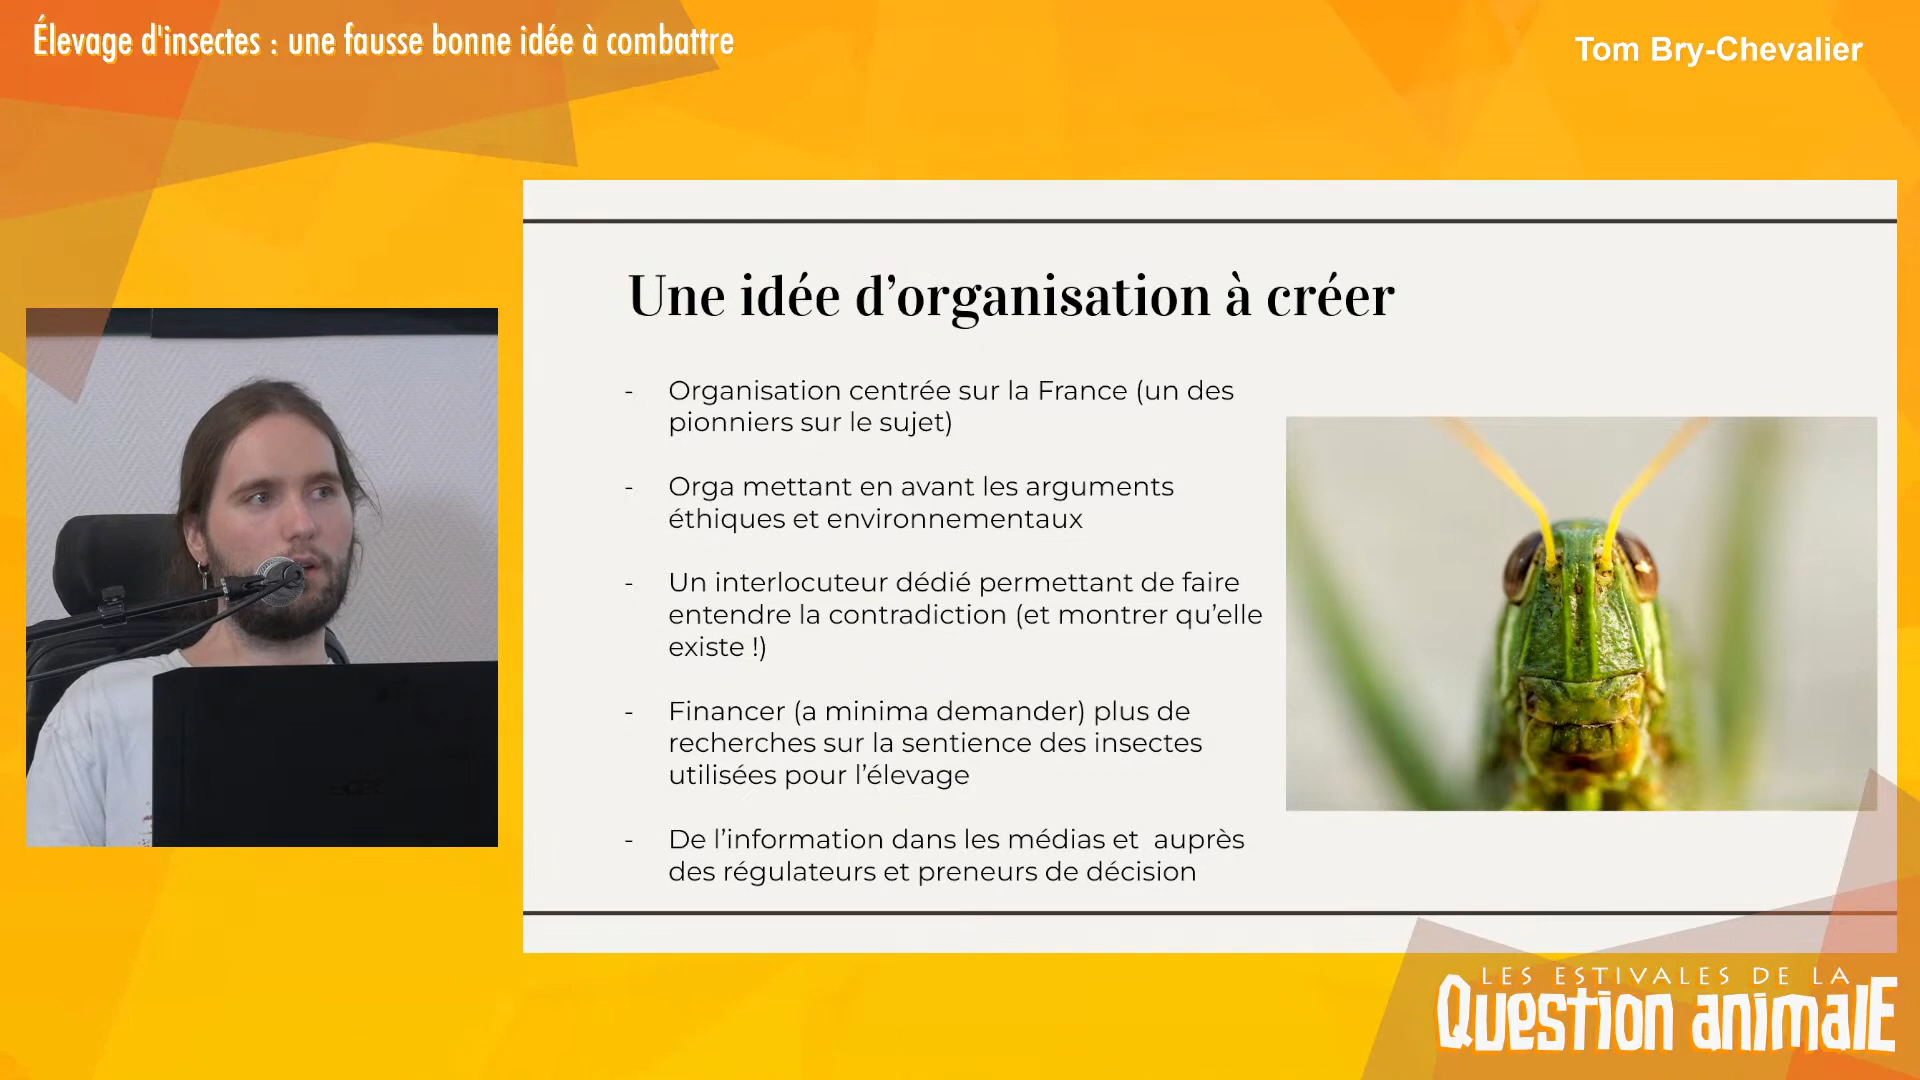 Élevage d'insectes : une fausse bonne idée à combattre
Tom Bry-Chevalier
Une idée d’organisation à créer
- Organisation centrée sur la France (un des
pionniers sur le sujet)
- Orga mettant en avant les arguments
éthiques et environnementaux
- Un interlocuteur dédié permettant de faire
entendre la contradiction (et montrer qu’elle
existe !)
- Financer (a minima demander) plus de
recherches sur la sentience des insectes
utilisées pour l’élevage
- De l’information dans les médias et  auprès
des régulateurs et preneurs de décision
LES ESTIVALES DE LA
QUESTION ANIMALE